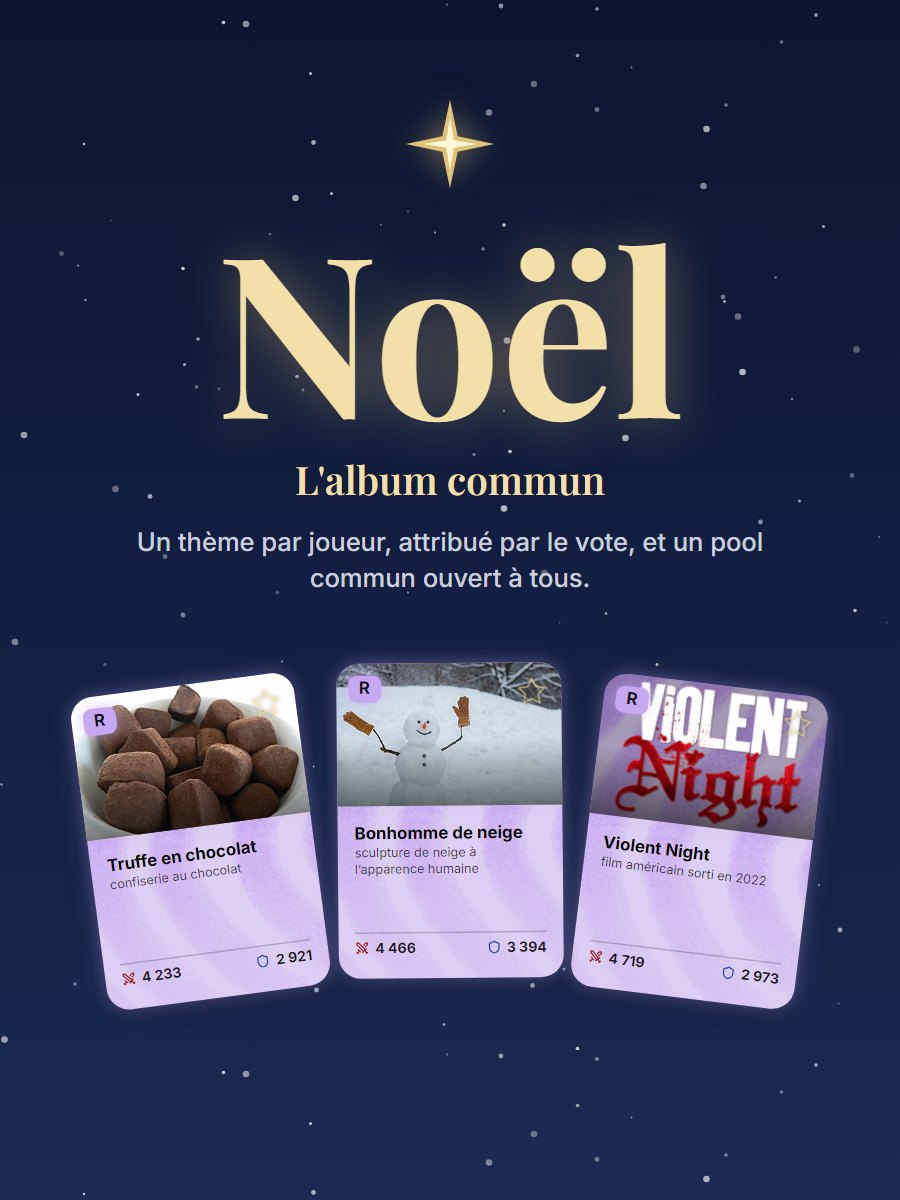 Noël
L'album commun
Un thème par joueur, attribué par le vote, et un pool
commun ouvert à tous.
R
Truffe en chocolat
confiserie au chocolat
4 233
2 921
R
Bonhomme de neige
sculpture de neige à
l’apparence humaine
4 466
3 394
R
ViOLENT
Night
Violent Night
film américain sorti en 2022
4 719
2 973